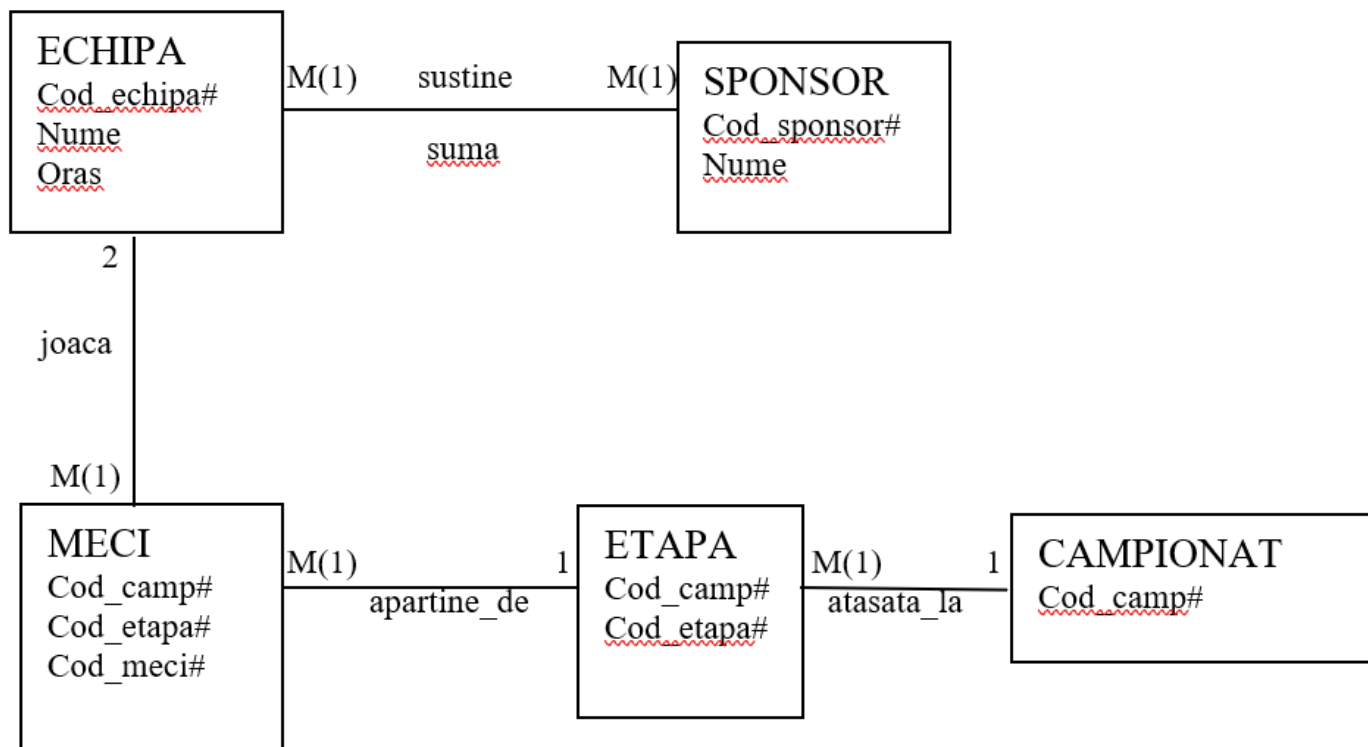 ECHIPA
Cod_echipa#
Nume
Oras
M(1) sustine M(1)
suma
SPONSOR
Cod_sponsor#
Nume
2
joaca
M(1)
MECI
Cod_camp#
Cod_etapa#
Cod_meci#
M(1) 1
apartine_de
ETAPA
Cod_camp#
Cod_etapa#
M(1) 1
atasata_la
CAMPIONAT
Cod_camp#